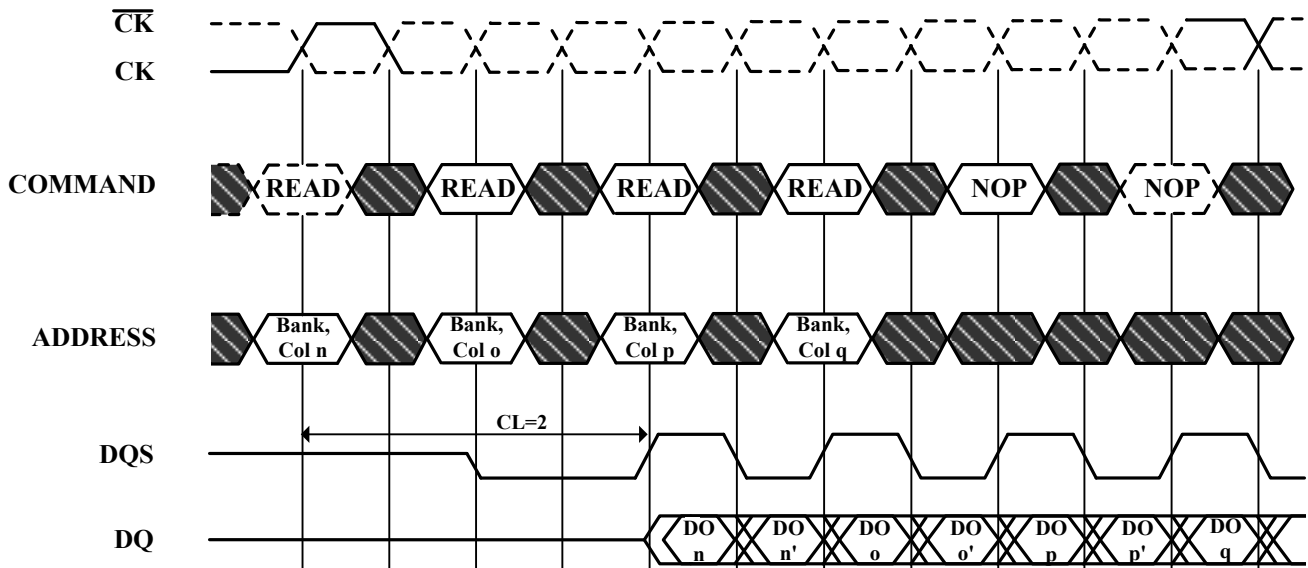 CK
CK
COMMAND READ READ READ READ NOP NOP
ADDRESS Bank, Col n Bank, Col o Bank, Col p Bank, Col q
CL=2
DQS
DQ DO n DO n' DO o DO o' DO p DO p' DO q